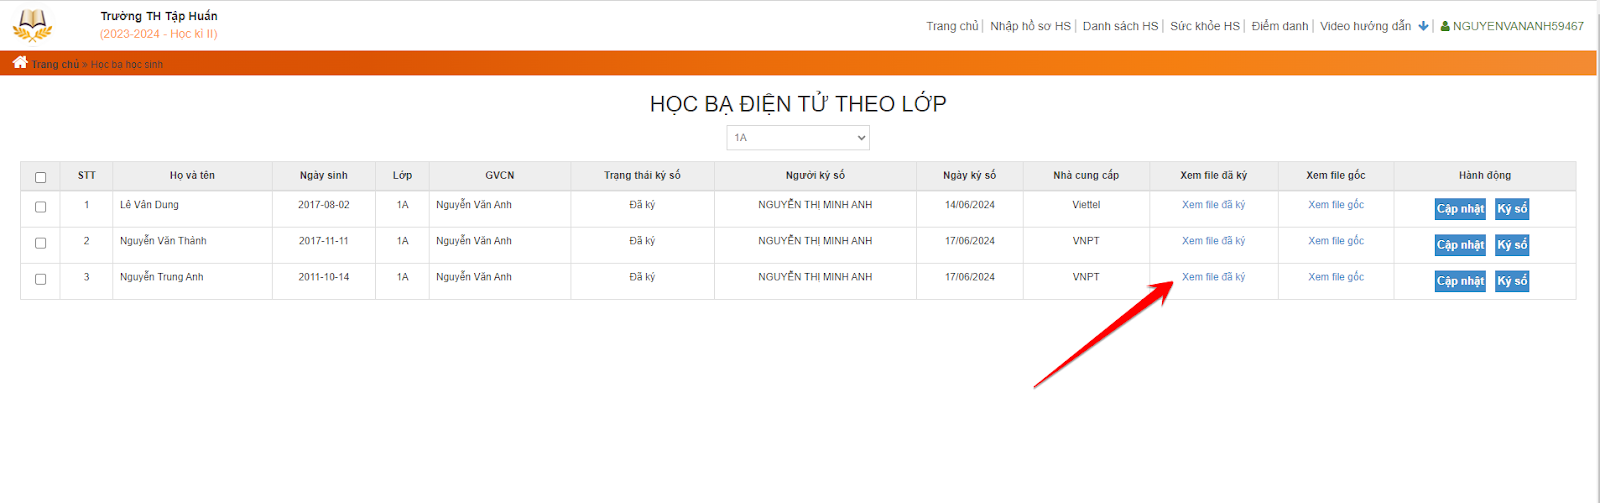 Trường TH Tập Huấn
(2023-2024 - Học kì II)
Trang chủ | Nhập hồ sơ HS | Danh sách HS | Sức khỏe HS | Điểm danh | Video hướng dẫn | NGUYENVANANH59467
Trang chủ » Học bạ học sinh
HỌC BẠ ĐIỆN TỬ THEO LỚP
1A
STT Họ và tên Ngày sinh Lớp GVCN Trạng thái ký số Người ký số Ngày ký số Nhà cung cấp Xem file đã ký Xem file gốc Hành động
1 Lê Văn Dung 2017-08-02 1A Nguyễn Văn Anh Đã ký NGUYỄN THỊ MINH ANH 14/06/2024 Viettel Xem file đã ký Xem file gốc Cập nhật Ký số
2 Nguyễn Văn Thành 2017-11-11 1A Nguyễn Văn Anh Đã ký NGUYỄN THỊ MINH ANH 17/06/2024 VNPT Xem file đã ký Xem file gốc Cập nhật Ký số
3 Nguyễn Trung Anh 2011-10-14 1A Nguyễn Văn Anh Đã ký NGUYỄN THỊ MINH ANH 17/06/2024 VNPT Xem file đã ký Xem file gốc Cập nhật Ký số